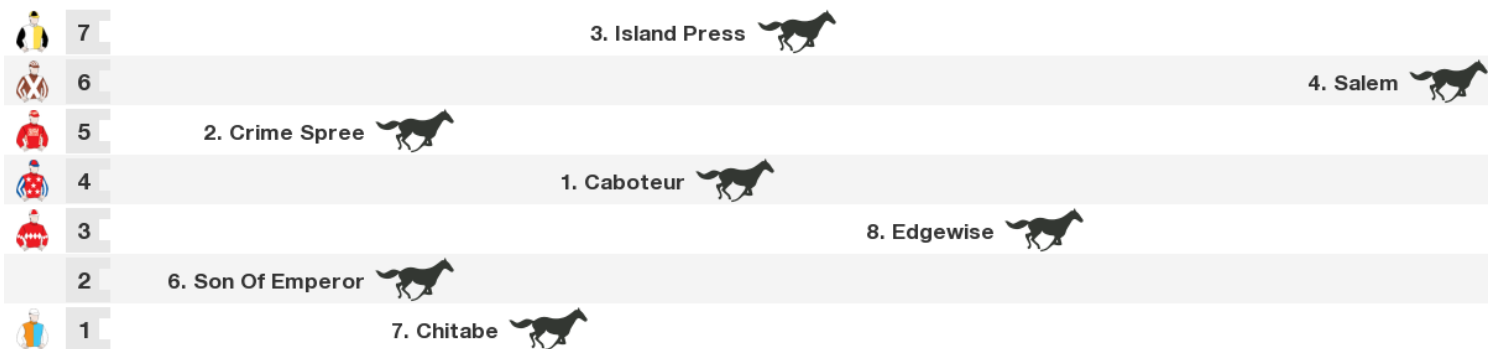 7 3. Island Press
6 4. Salem
5 2. Crime Spree
4 1. Caboteur
3 8. Edgewise
2 6. Son Of Emperor
1 7. Chitabe